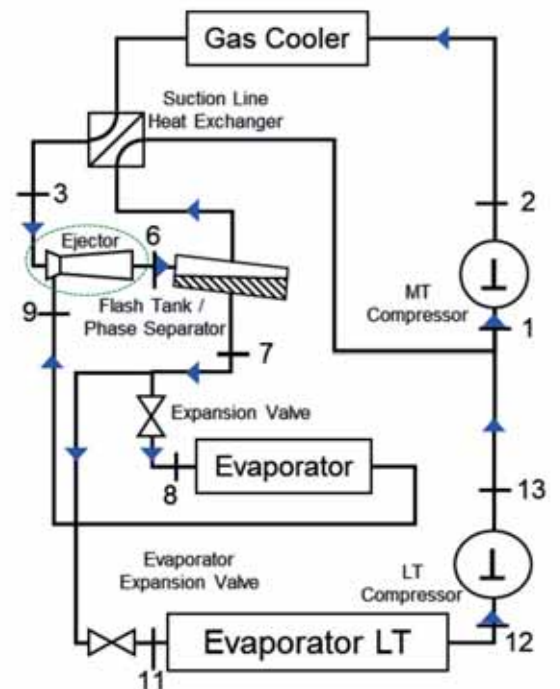 Gas Cooler
Suction Line
Heat Exchanger
3
2
Ejector
6
MT
Compressor
9
Flash Tank /
Phase Separator
1
7
Expansion Valve
8
Evaporator
13
Evaporator
Expansion Valve
LT
Compressor
Evaporator LT
12
11